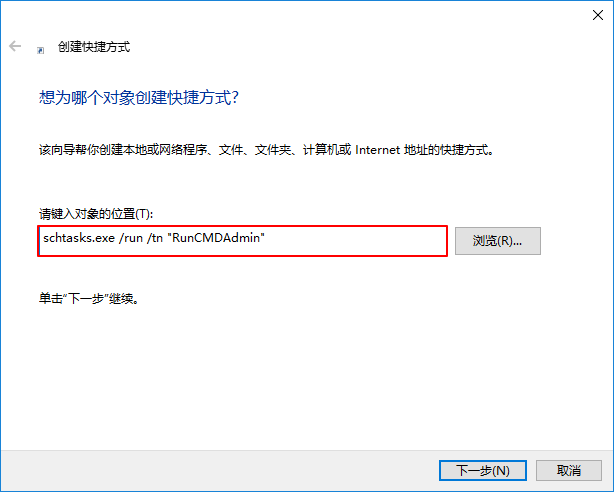 创建快捷方式
想为哪个对象创建快捷方式?
该向导帮你创建本地或网络程序、文件、文件夹、计算机或 Internet 地址的快捷方式。
请键入对象的位置(T):
schtasks.exe /run /tn "RunCMDAdmin"
浏览(R)...
单击"下一步"继续。
下一步(N)
取消